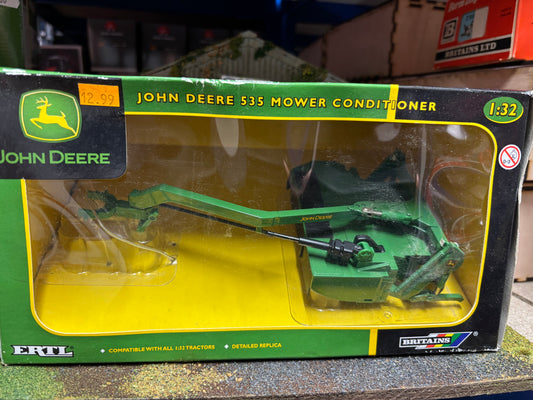 BRITAINS LTD
12.99
JOHN DEERE 535 MOWER CONDITIONER
1:32
JOHN DEERE
JOHN DEERE
ERTL
COMPATIBLE WITH ALL 1:32 TRACTORS
DETAILED REPLICA
BRITAINS